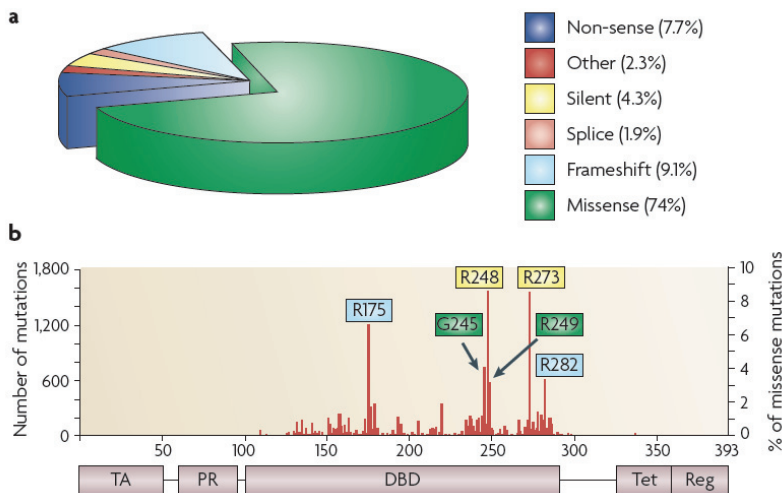 a
Non-sense (7.7%)
Other (2.3%)
Silent (4.3%)
Splice (1.9%)
Frameshift (9.1%)
Missense (74%)
b
Number of mutations
1,800
1,200
600
0
R175
R248
R273
G245
R249
R282
10
8
6
4
2
0
% of missense mutations
50
100
150
200
250
300
350
393
TA
PR
DBD
Tet
Reg